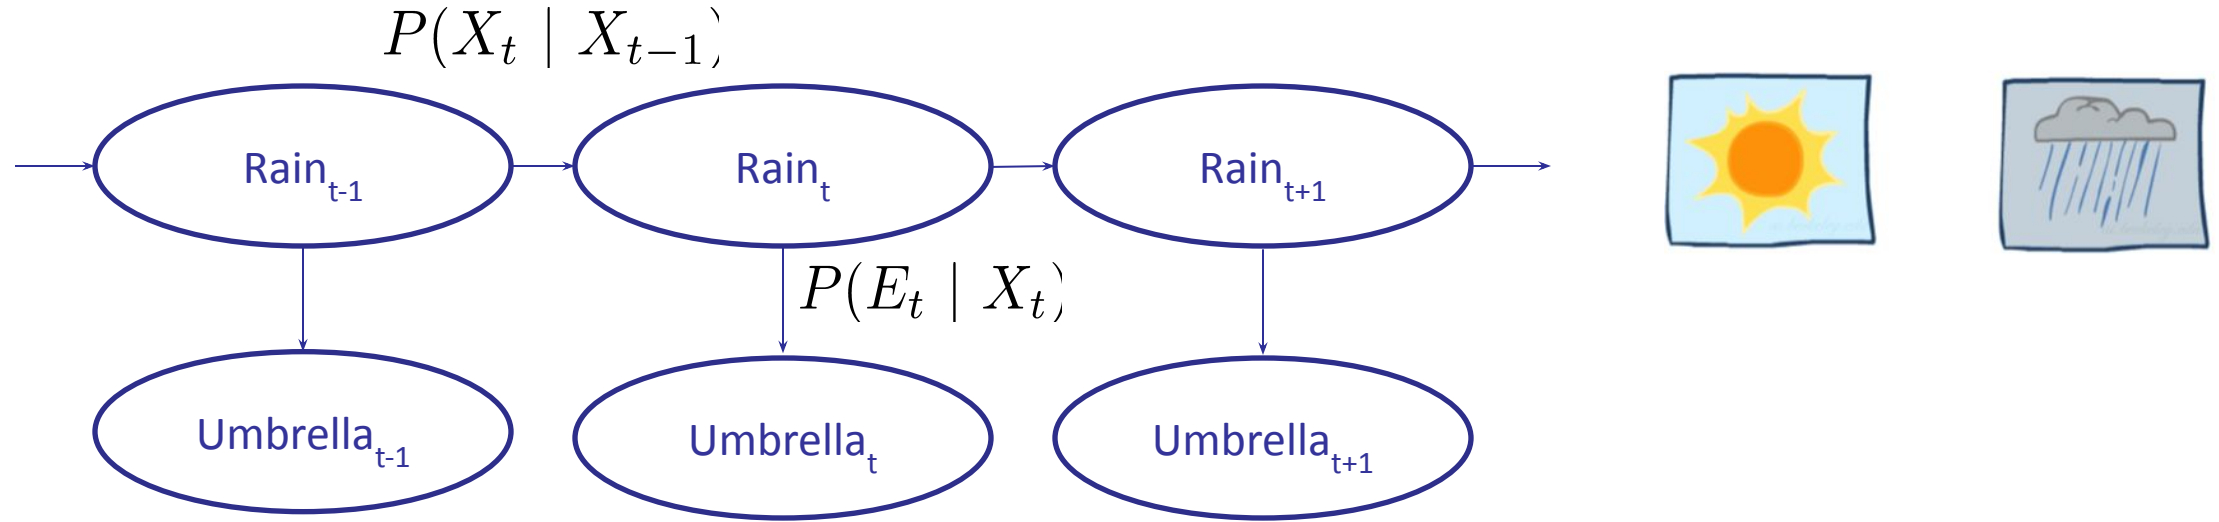 P(X_t | X_{t-1})
Rain_{t-1}
Rain_t
Rain_{t+1}
P(E_t | X_t)
Umbrella_{t-1}
Umbrella_t
Umbrella_{t+1}